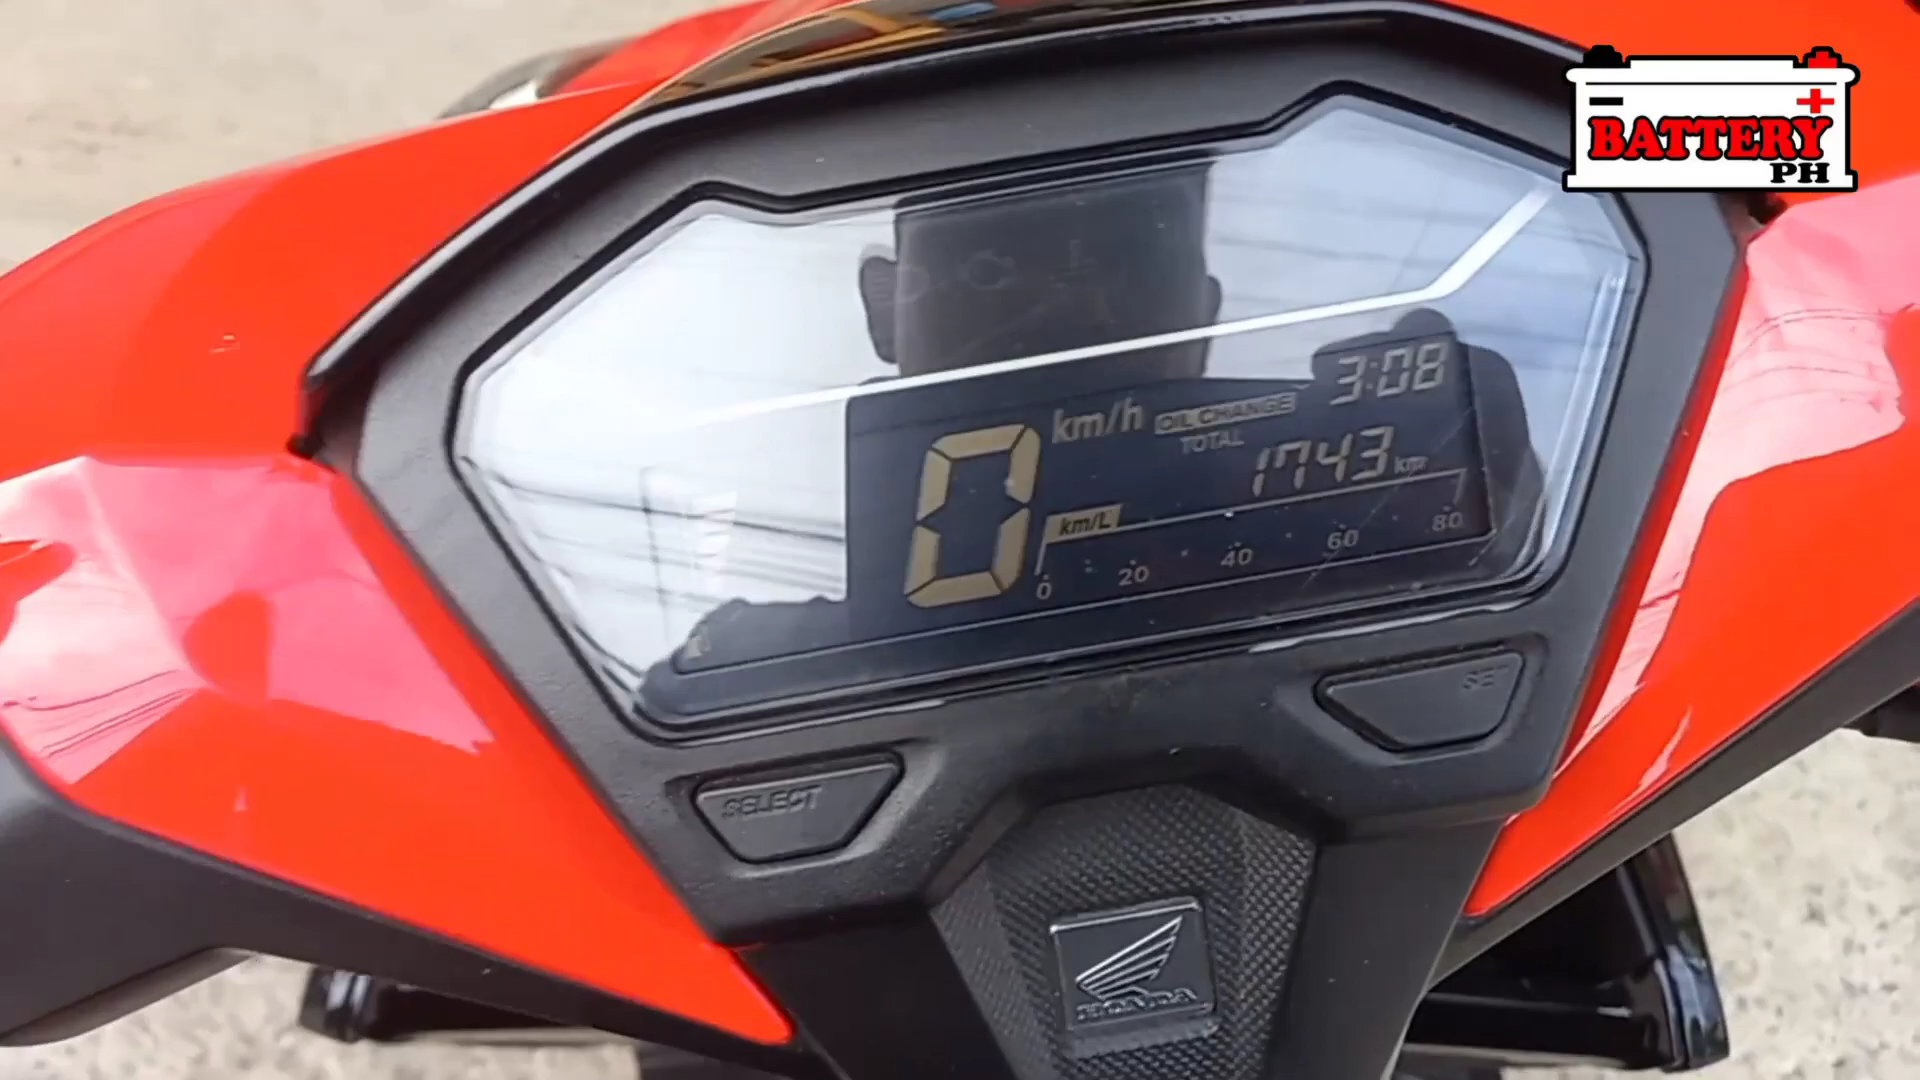 - +
BATTERY
PH
3:08
km/h OIL CHANGE
TOTAL
1743 km
0
km/L
0 20 40 60 80
SET
SELECT
HONDA